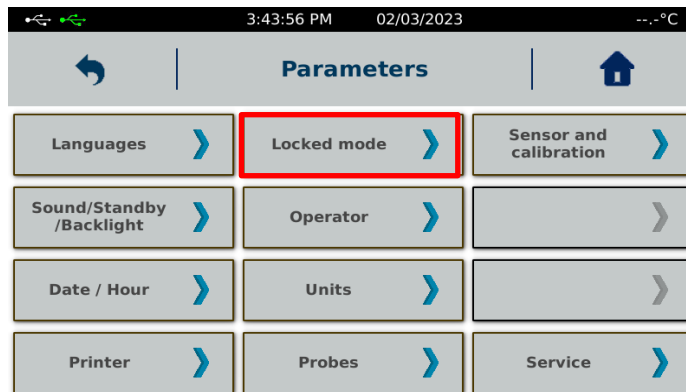 3:43:56 PM 02/03/2023 --.-°C
Parameters
Languages
Locked mode
Sensor and
calibration
Sound/Standby
/Backlight
Operator
Date / Hour
Units
Printer
Probes
Service